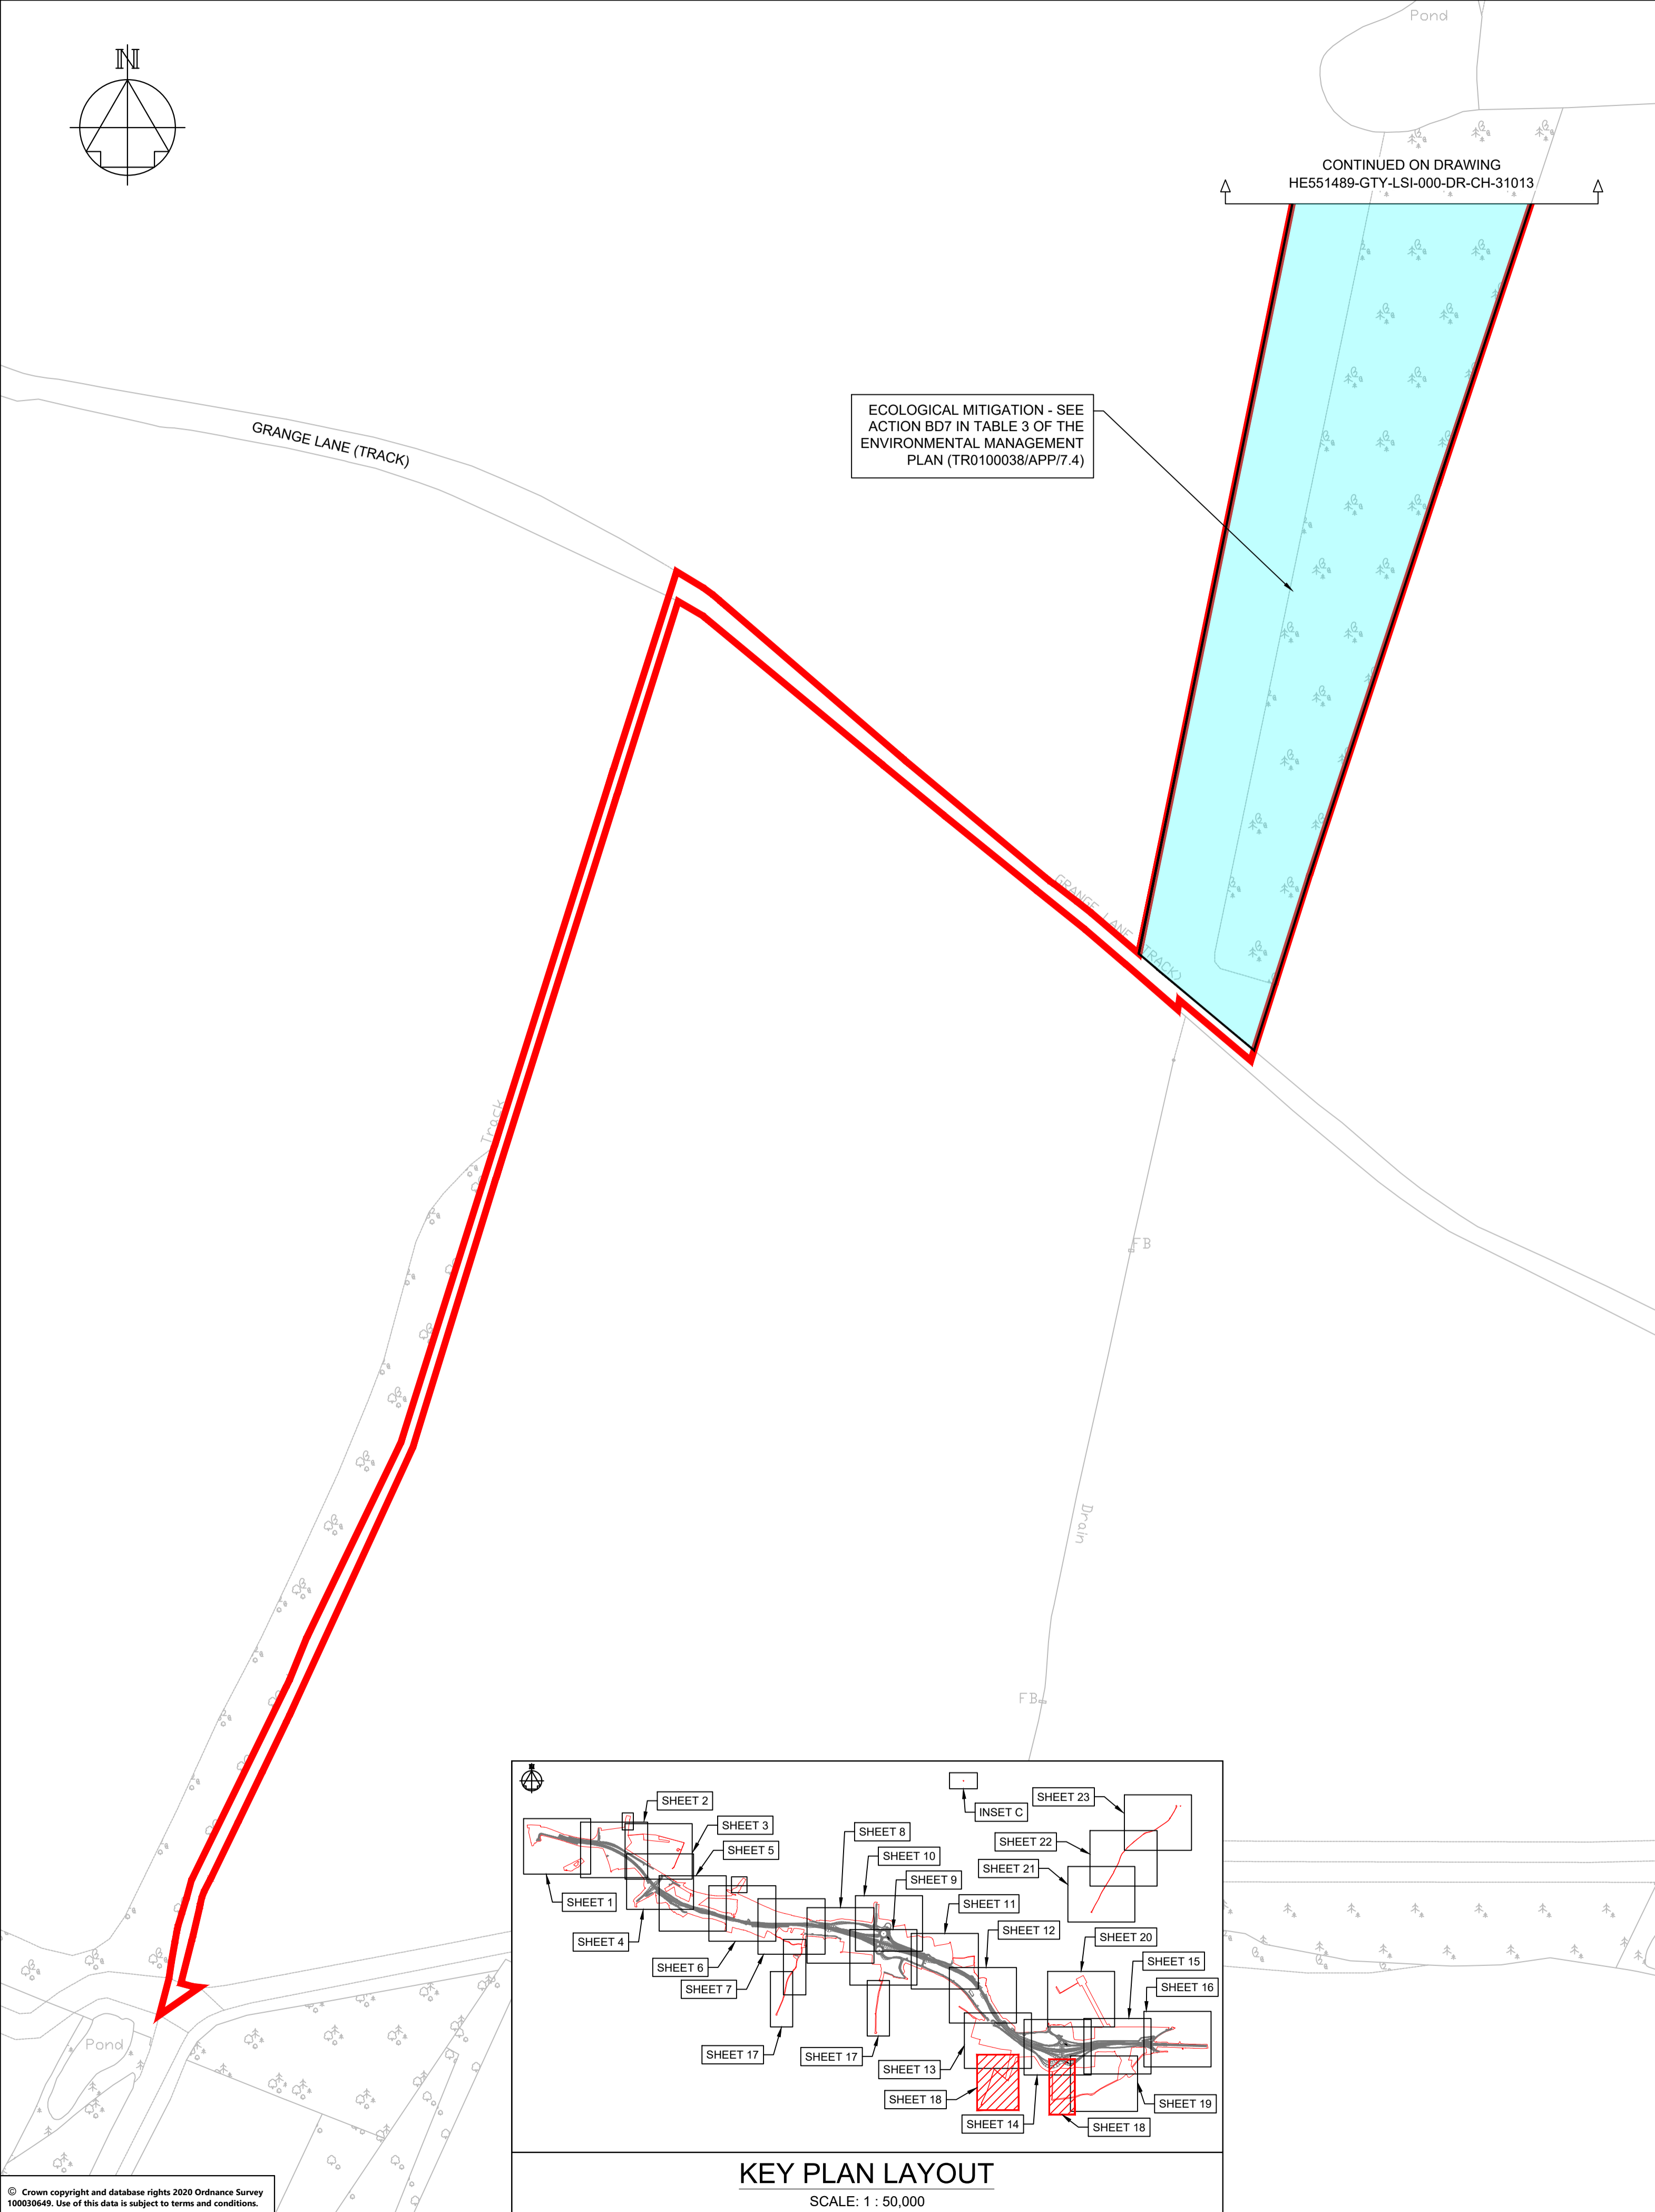 Pond
N
CONTINUED ON DRAWING
HE551489-GTY-LSI-000-DR-CH-31013
ECOLOGICAL MITIGATION - SEE
ACTION BD7 IN TABLE 3 OF THE
ENVIRONMENTAL MANAGEMENT
PLAN (TR0100038/APP/7.4)
GRANGE LANE (TRACK)
GRANGE LANE (TRACK)
Track
FB
Drain
FB
Pond
SHEET 2
SHEET 3
SHEET 5
SHEET 1
SHEET 4
SHEET 6
SHEET 7
SHEET 8
SHEET 10
SHEET 9
SHEET 11
SHEET 12
INSET C
SHEET 23
SHEET 22
SHEET 21
SHEET 20
SHEET 15
SHEET 16
SHEET 17
SHEET 17
SHEET 13
SHEET 18
SHEET 14
SHEET 19
SHEET 18
KEY PLAN LAYOUT
SCALE: 1 : 50,000
© Crown copyright and database rights 2020 Ordnance Survey
100030649. Use of this data is subject to terms and conditions.